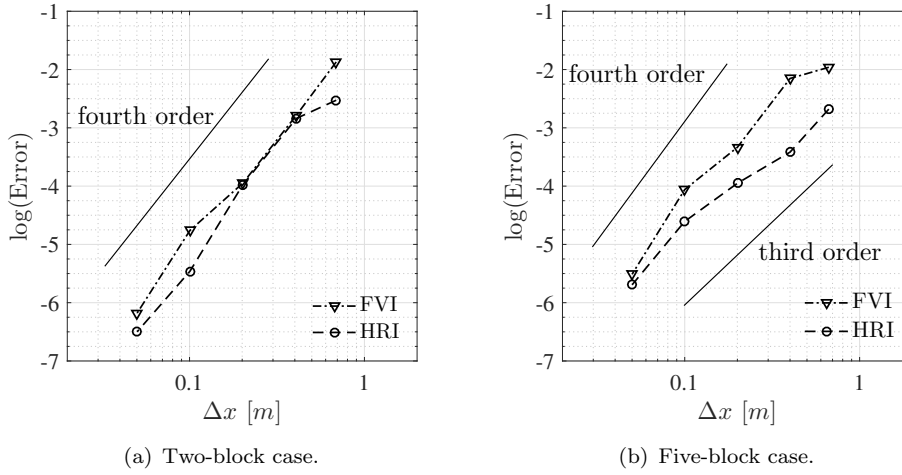 -1
-2
-3
-4
-5
-6
-7
log(Error)
fourth order
FVI
HRI
0.1
1
Δx [m]
(a) Two-block case.
-1
-2
-3
-4
-5
-6
-7
log(Error)
fourth order
third order
FVI
HRI
0.1
1
Δx [m]
(b) Five-block case.